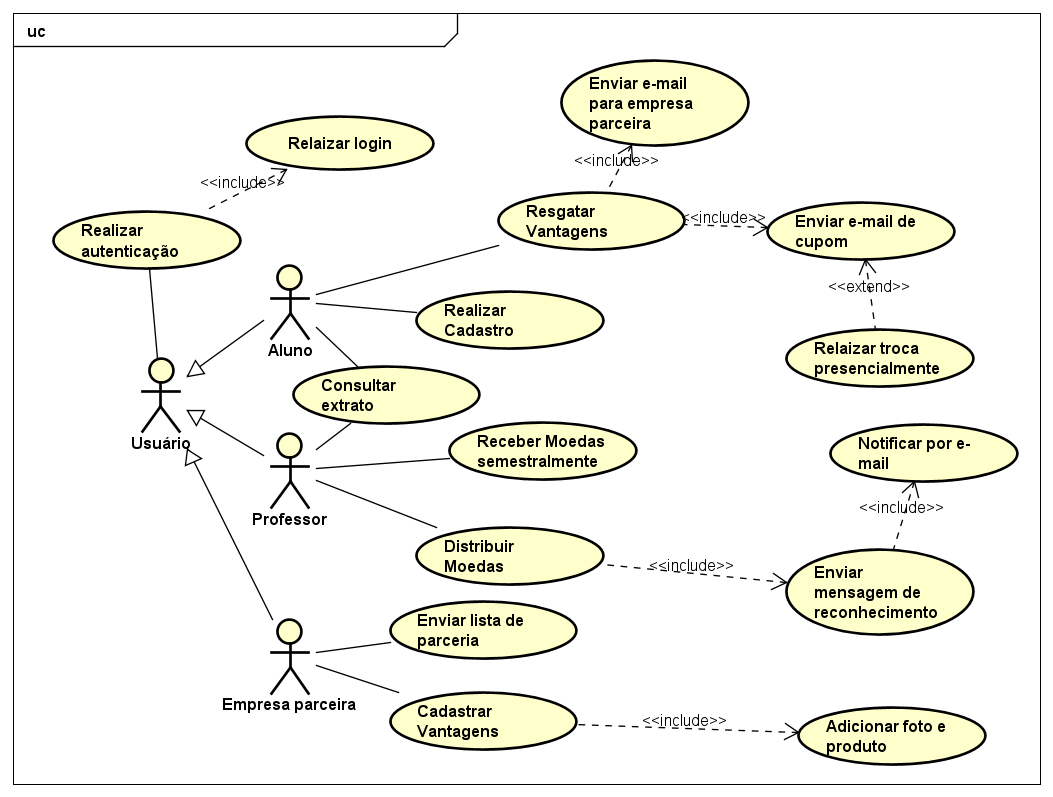 uc
Enviar e-mail
para empresa
parceira
Relaizar login
<<include>>
<<include>>
Realizar
autenticação
Resgatar
Vantagens
<<include>>
Enviar e-mail de
cupom
<<extend>>
Realizar
Cadastro
Aluno
Relaizar troca
presencialmente
Consultar
extrato
Usuário
Receber Moedas
semestralmente
Notificar por e-
mail
<<include>>
Professor
Distribuir
Moedas
<<include>>
Enviar
mensagem de
reconhecimento
Enviar lista de
parceria
Empresa parceira
Cadastrar
Vantagens
<<include>>
Adicionar foto e
produto